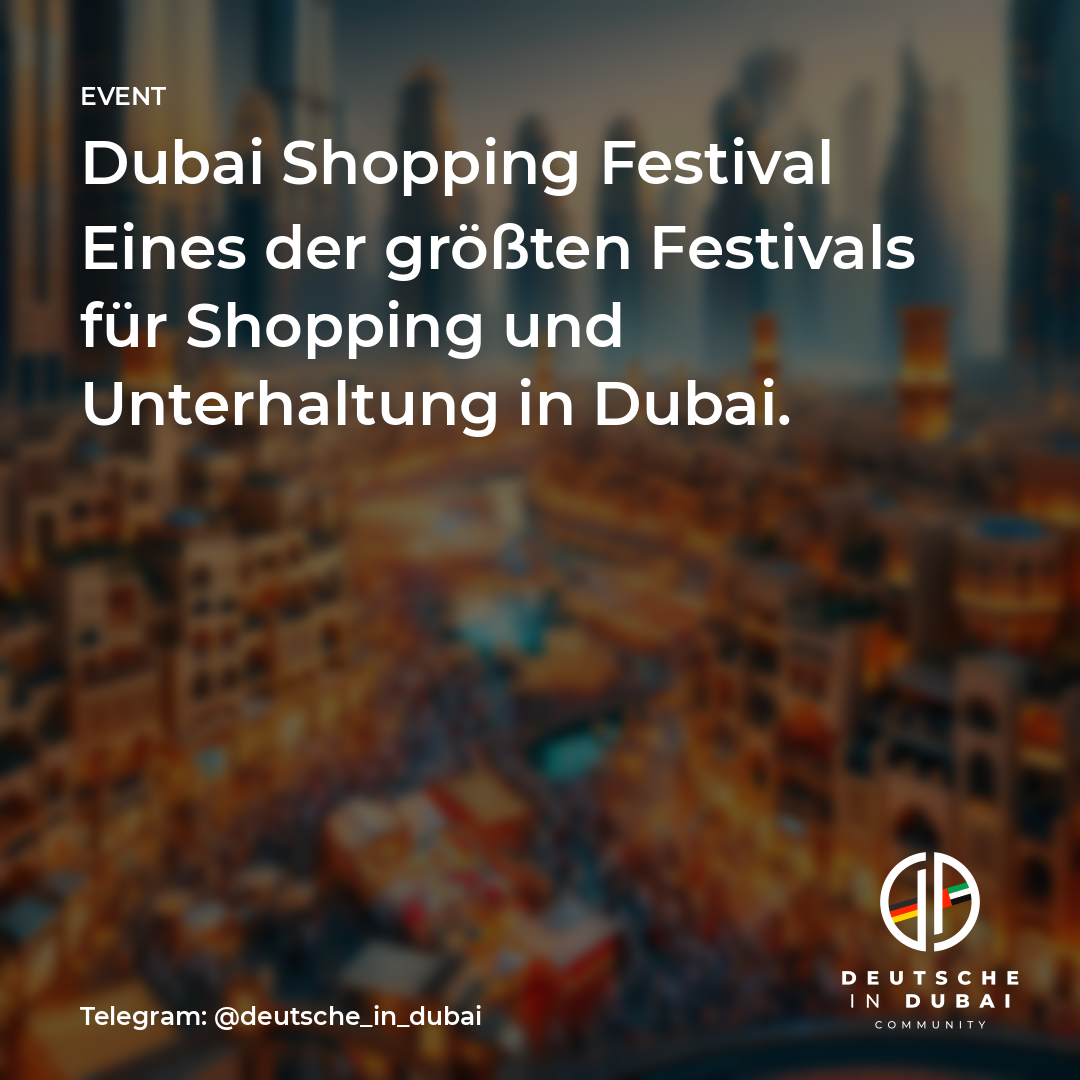 EVENT
Dubai Shopping Festival
Eines der größten Festivals
für Shopping und
Unterhaltung in Dubai.
DEUTSCHE
IN DUBAI
COMMUNITY
Telegram: @deutsche_in_dubai